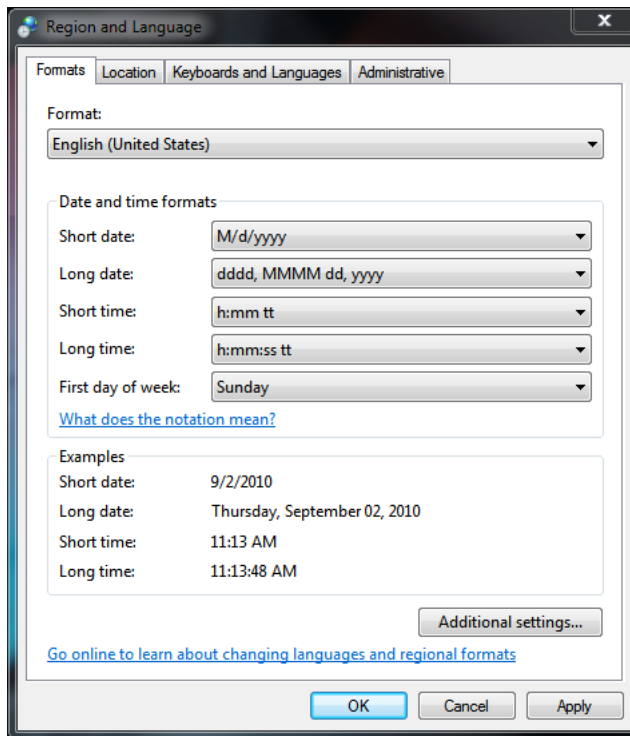 Region and Language
Formats Location Keyboards and Languages Administrative
Format:
English (United States)
Date and time formats
Short date: M/d/yyyy
Long date: dddd, MMMM dd, yyyy
Short time: h:mm tt
Long time: h:mm:ss tt
First day of week: Sunday
What does the notation mean?
Examples
Short date: 9/2/2010
Long date: Thursday, September 02, 2010
Short time: 11:13 AM
Long time: 11:13:48 AM
Additional settings...
Go online to learn about changing languages and regional formats
OK Cancel Apply